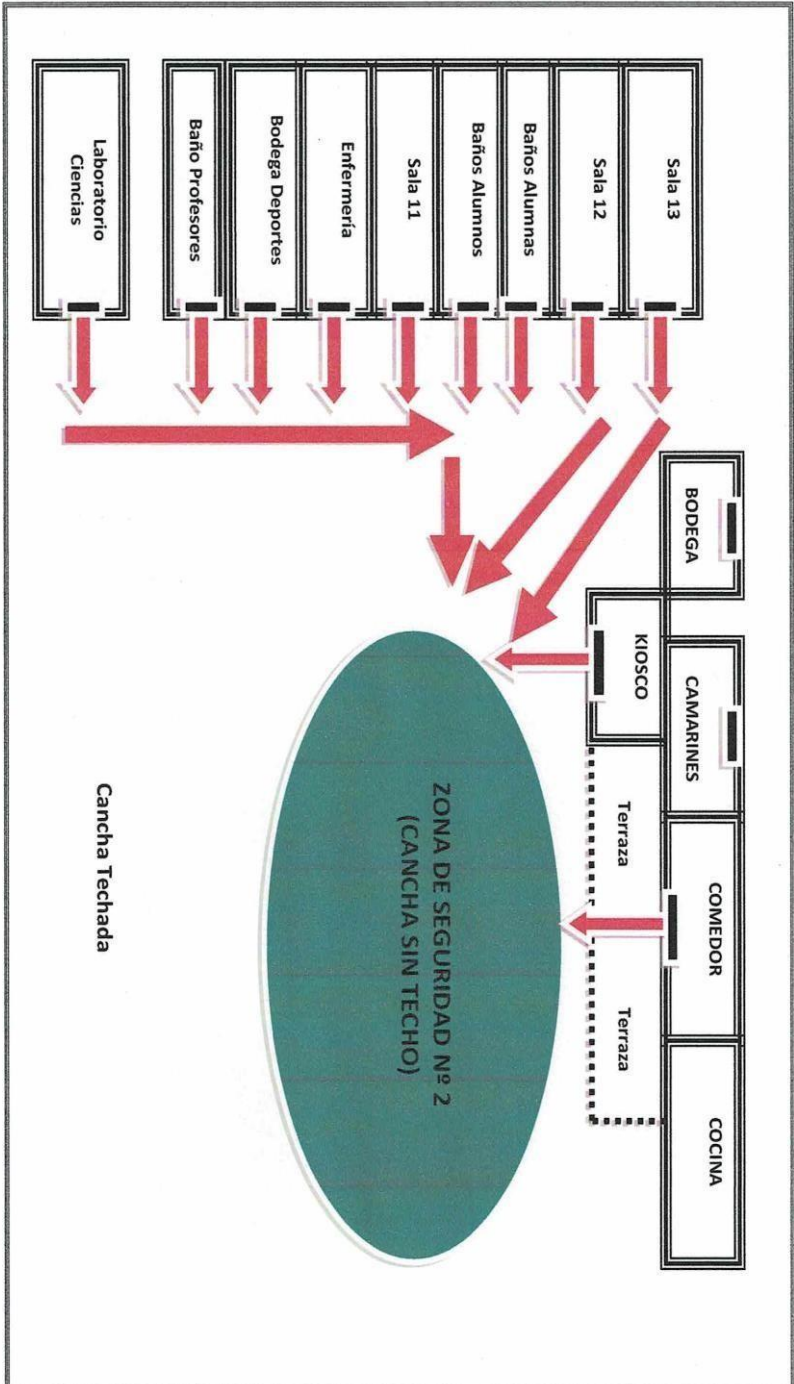 Sala 13
Sala 12
Baños Alumnas
Baños Alumnos
Sala 11
Enfermería
Bodega Deportes
Baño Profesores
Laboratorio
Ciencias
BODEGA
CAMARINES
COMEDOR
COCINA
KIOSCO
Terraza
Terraza
ZONA DE SEGURIDAD Nº 2
(CANCHA SIN TECHO)
Cancha Techada